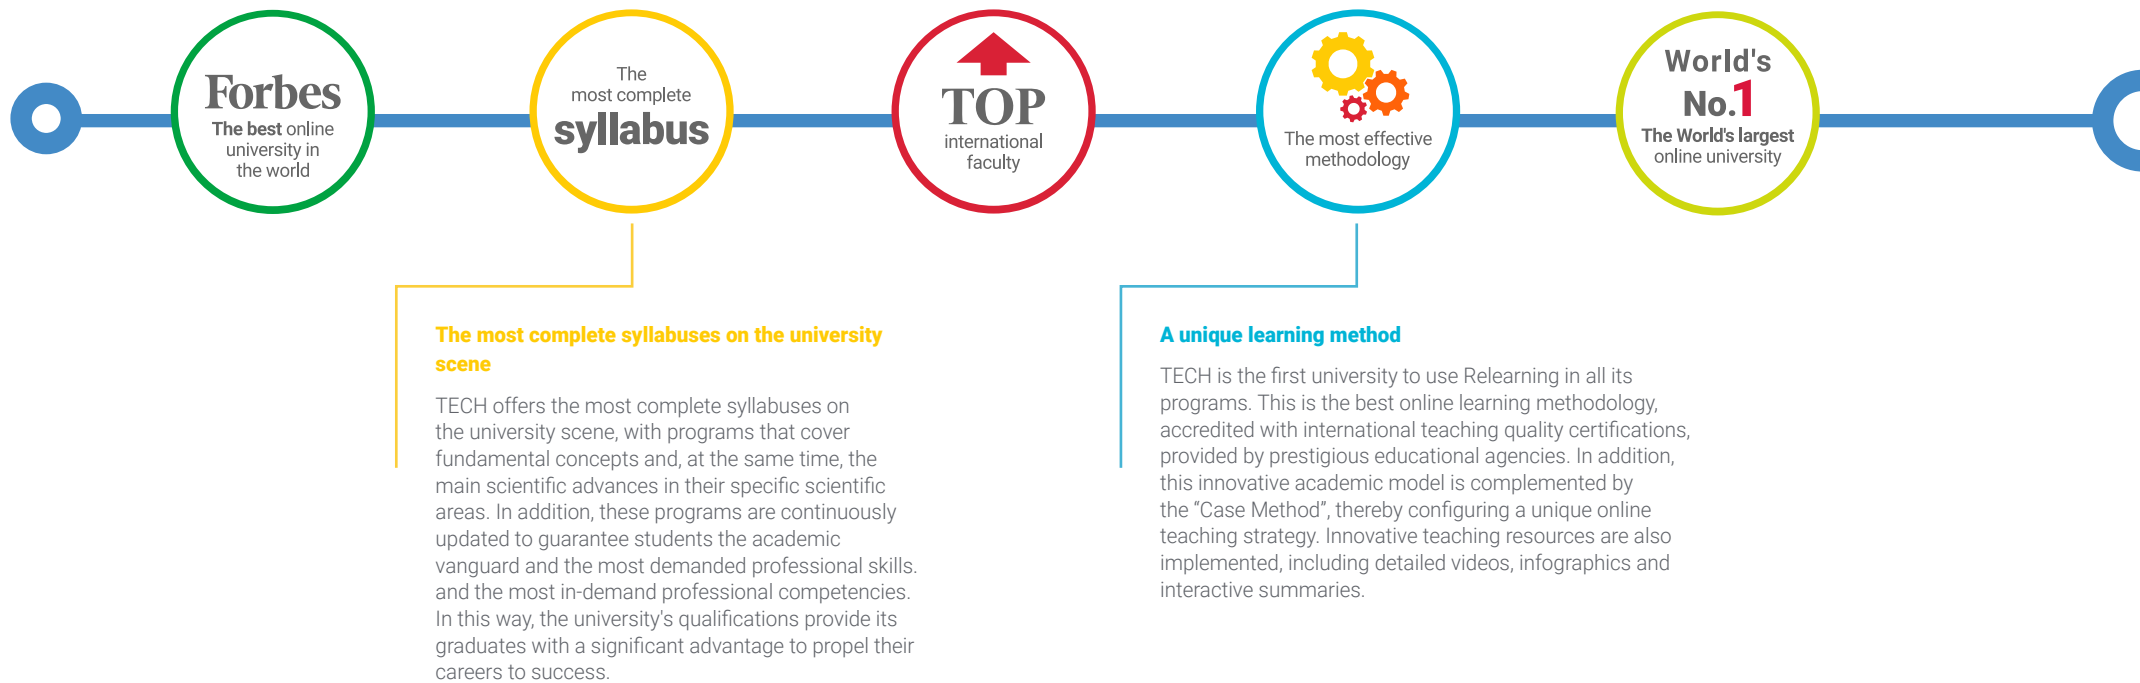 Forbes
The best online
university in
the world
The
most complete
syllabus
TOP
international
faculty
The most effective
methodology
World's
No.1
The World's largest
online university
The most complete syllabuses on the university
scene
TECH offers the most complete syllabuses on
the university scene, with programs that cover
fundamental concepts and, at the same time, the
main scientific advances in their specific scientific
areas. In addition, these programs are continuously
updated to guarantee students the academic
vanguard and the most demanded professional skills.
and the most in-demand professional competencies.
In this way, the university's qualifications provide its
graduates with a significant advantage to propel their
careers to success.
A unique learning method
TECH is the first university to use Relearning in all its
programs. This is the best online learning methodology,
accredited with international teaching quality certifications,
provided by prestigious educational agencies. In addition,
this innovative academic model is complemented by
the “Case Method”, thereby configuring a unique online
teaching strategy. Innovative teaching resources are also
implemented, including detailed videos, infographics and
interactive summaries.